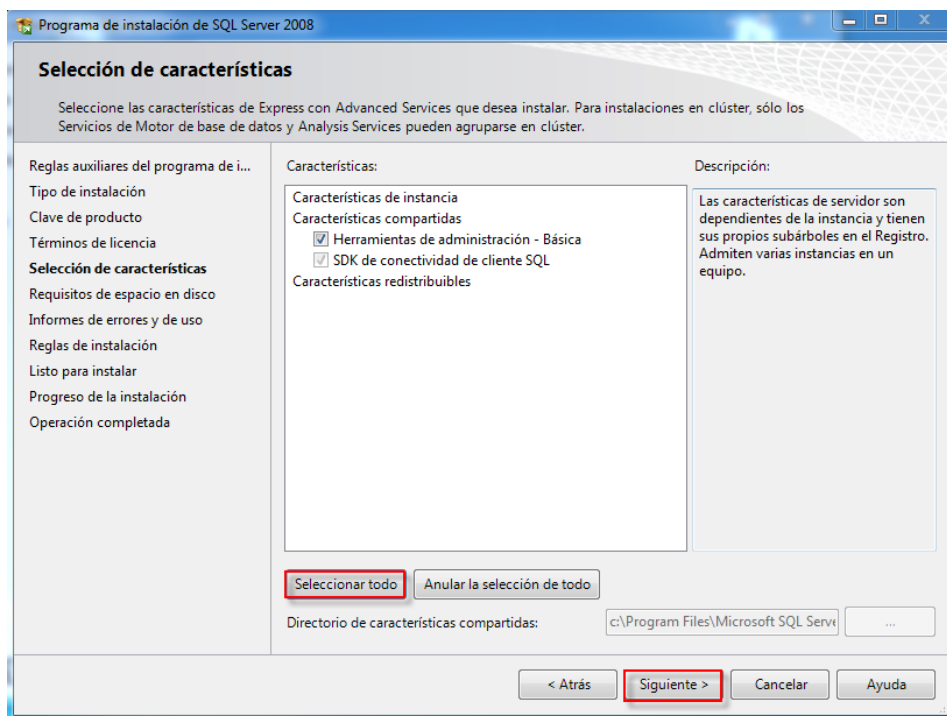 Programa de instalación de SQL Server 2008
Selección de características
Seleccione las características de Express con Advanced Services que desea instalar. Para instalaciones en clúster, sólo los
Servicios de Motor de base de datos y Analysis Services pueden agruparse en clúster.
Reglas auxiliares del programa de i...
Tipo de instalación
Clave de producto
Términos de licencia
Selección de características
Requisitos de espacio en disco
Informes de errores y de uso
Reglas de instalación
Listo para instalar
Progreso de la instalación
Operación completada
Características:
Características de instancia
Características compartidas
Herramientas de administración - Básica
SDK de conectividad de cliente SQL
Características redistribuibles
Descripción:
Las características de servidor son
dependientes de la instancia y tienen
sus propios subárboles en el Registro.
Admiten varias instancias en un
equipo.
Seleccionar todo
Anular la selección de todo
Directorio de características compartidas:
c:\Program Files\Microsoft SQL Serve
...
< Atrás
Siguiente >
Cancelar
Ayuda